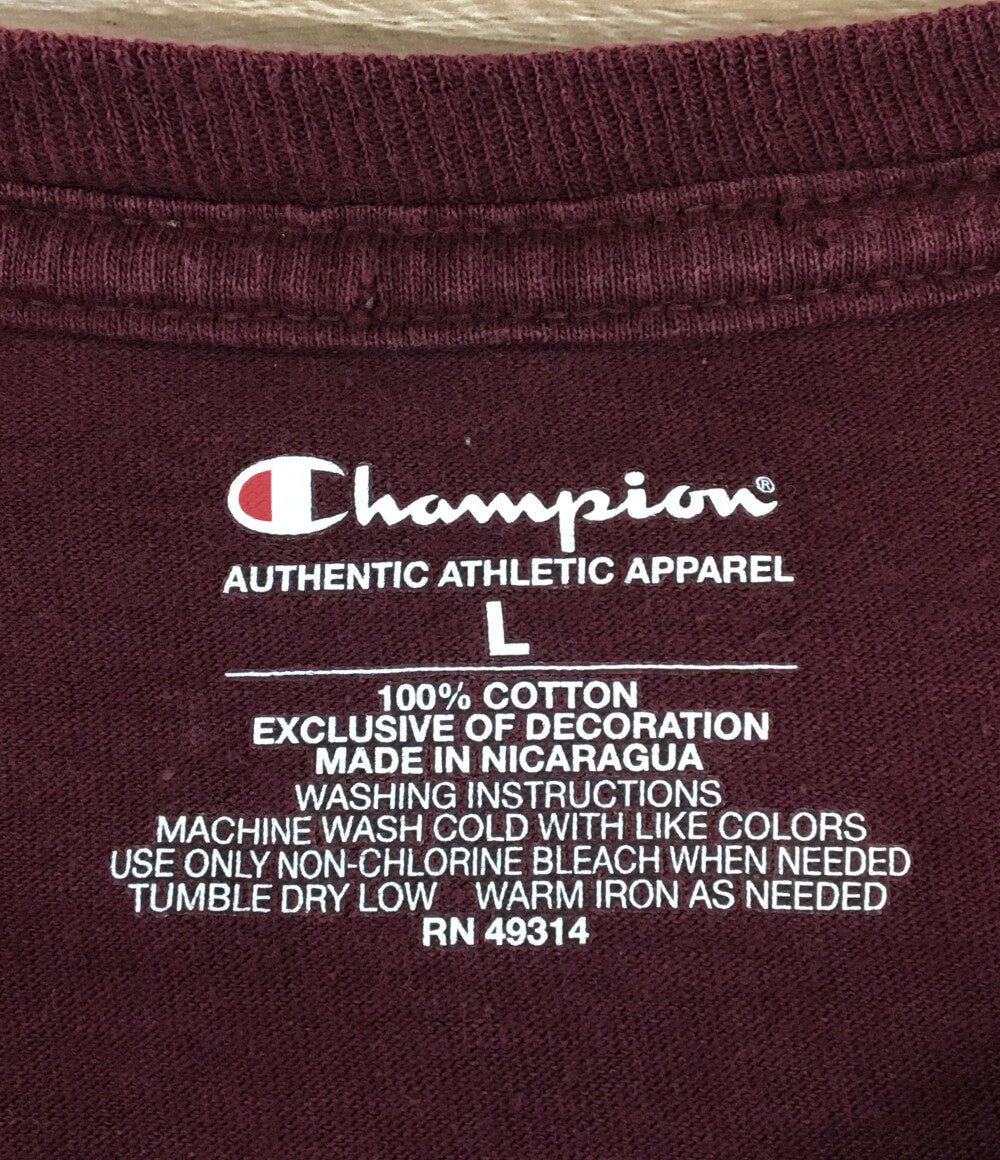 Champion®
AUTHENTIC ATHLETIC APPAREL
L
100% COTTON
EXCLUSIVE OF DECORATION
MADE IN NICARAGUA
WASHING INSTRUCTIONS
MACHINE WASH COLD WITH LIKE COLORS
USE ONLY NON-CHLORINE BLEACH WHEN NEEDED
TUMBLE DRY LOW WARM IRON AS NEEDED
RN 49314